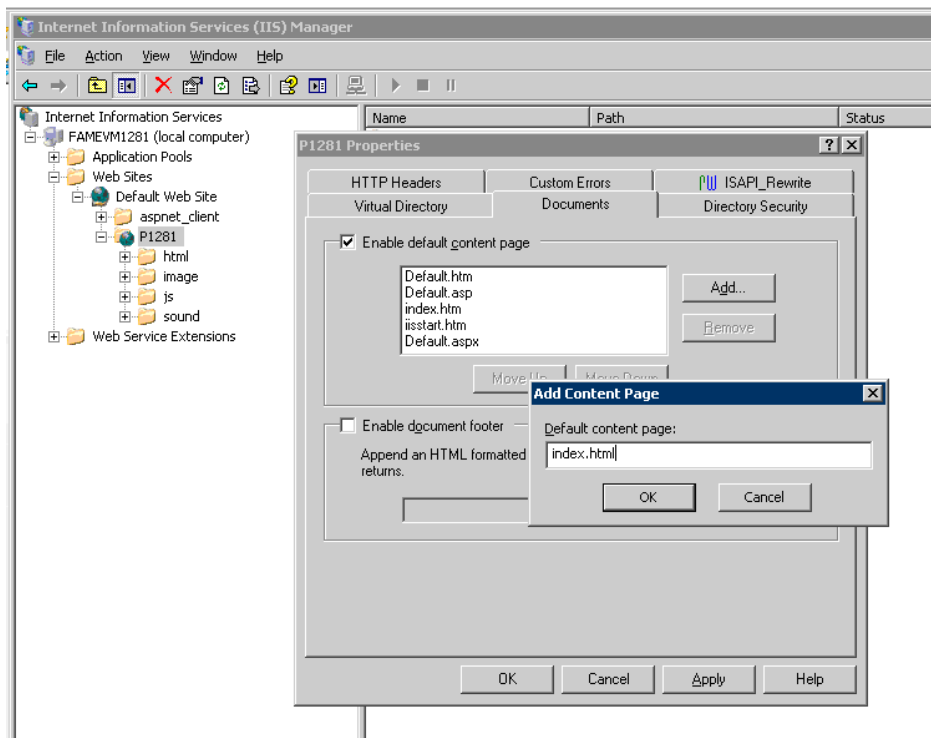 Internet Information Services (IIS) Manager
File Action View Window Help
Internet Information Services
FAMEVM1281 (local computer)
Application Pools
Web Sites
Default Web Site
aspnet_client
P1281
html
image
js
sound
Web Service Extensions
Name Path Status
P1281 Properties
HTTP Headers Custom Errors ISAPI_Rewrite
Virtual Directory Documents Directory Security
Enable default content page
Default.htm
Default.asp
index.htm
iisstart.htm
Default.aspx
Add...
Remove
Move Up Move Down
Enable document footer
Append an HTML formatted
returns.
Add Content Page
Default content page:
index.html
OK Cancel
OK Cancel Apply Help